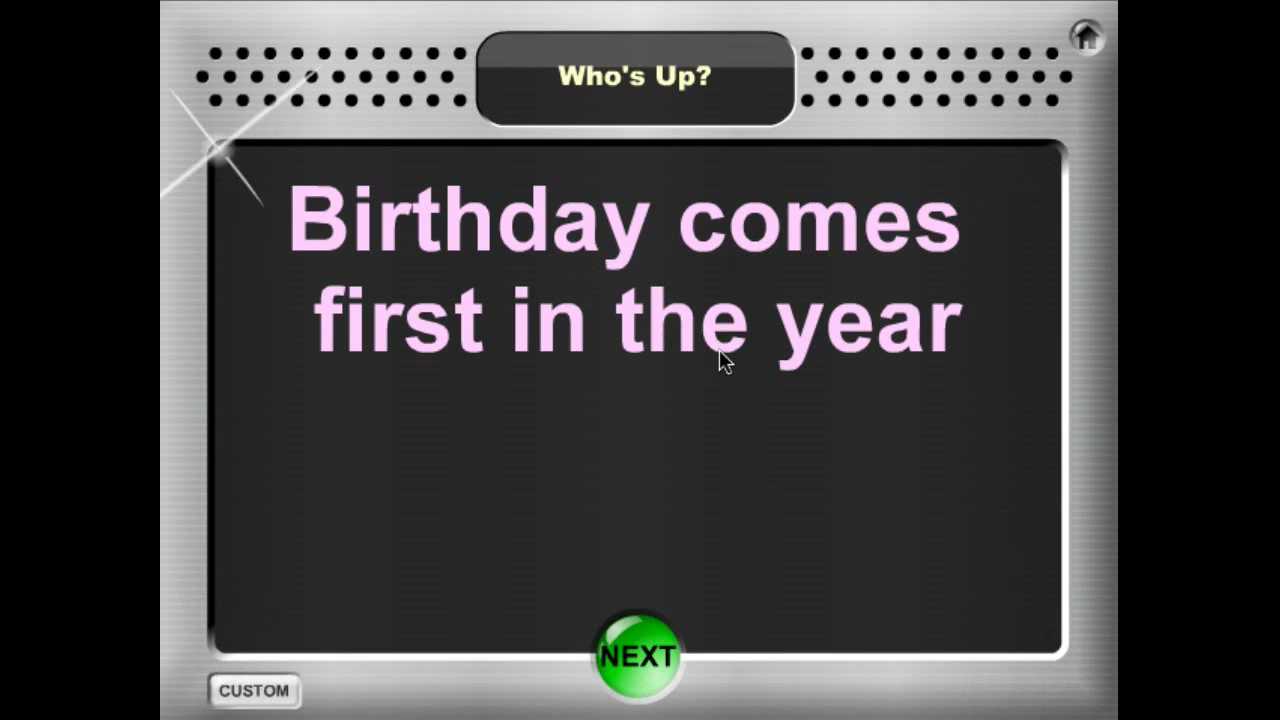 Who's Up?
Birthday comes
first in the year
NEXT
CUSTOM